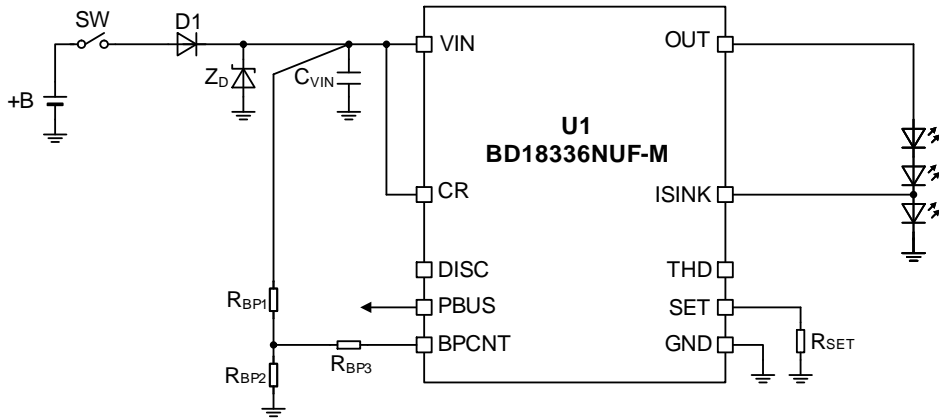 SW
D1
+B
ZD
CVIN
VIN
OUT
U1
BD18336NUF-M
CR
ISINK
DISC
THD
PBUS
SET
BPCNT
GND
RBP1
RBP2
RBP3
RSET